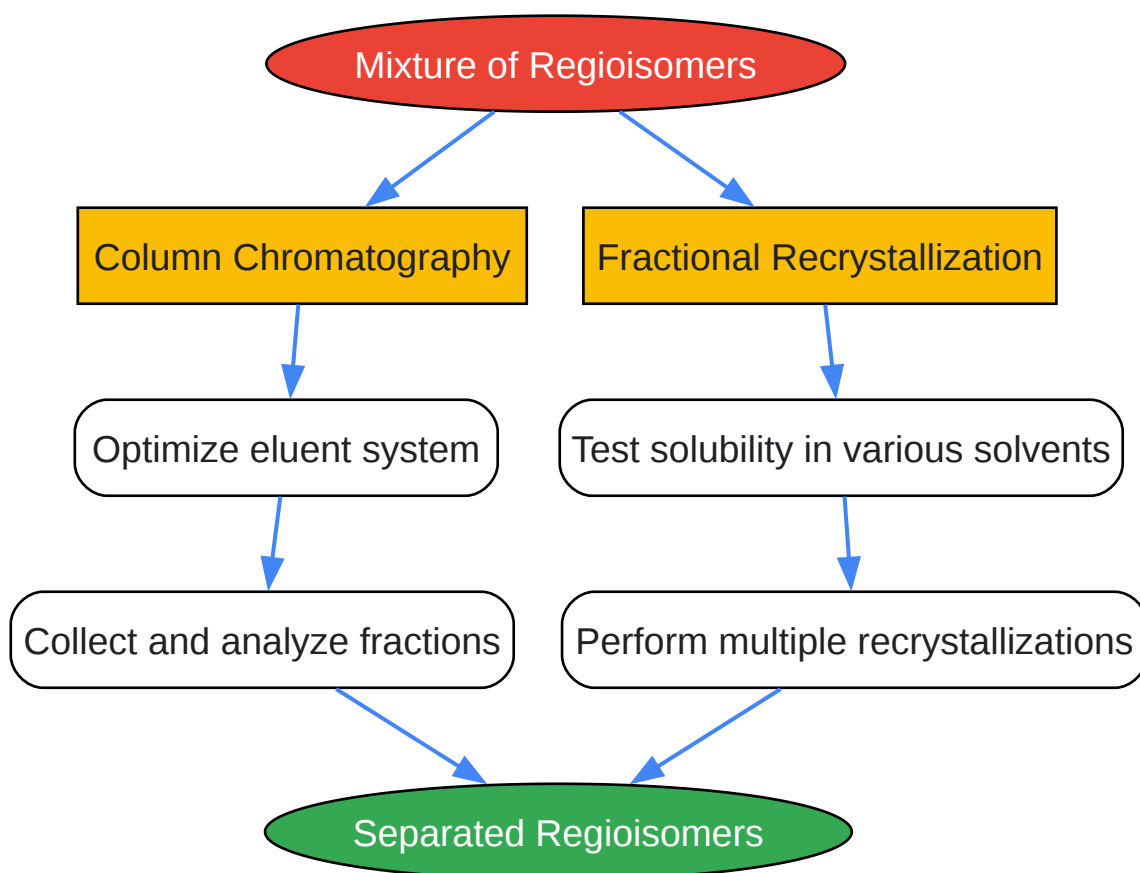 Mixture of Regioisomers
Column Chromatography
Fractional Recrystallization
Optimize eluent system
Test solubility in various solvents
Collect and analyze fractions
Perform multiple recrystallizations
Separated Regioisomers